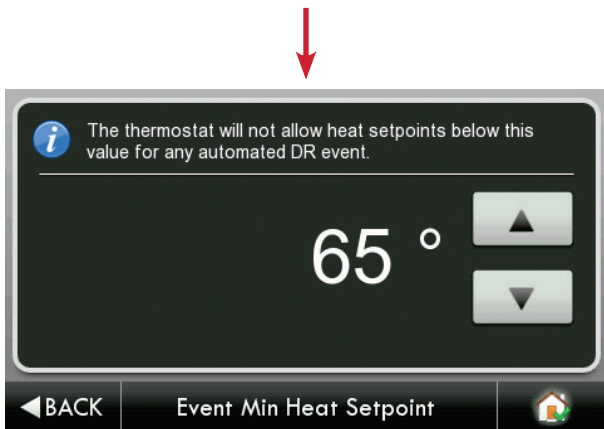 The thermostat will not allow heat setpoints below this
value for any automated DR event.
65 °
BACK
Event Min Heat Setpoint